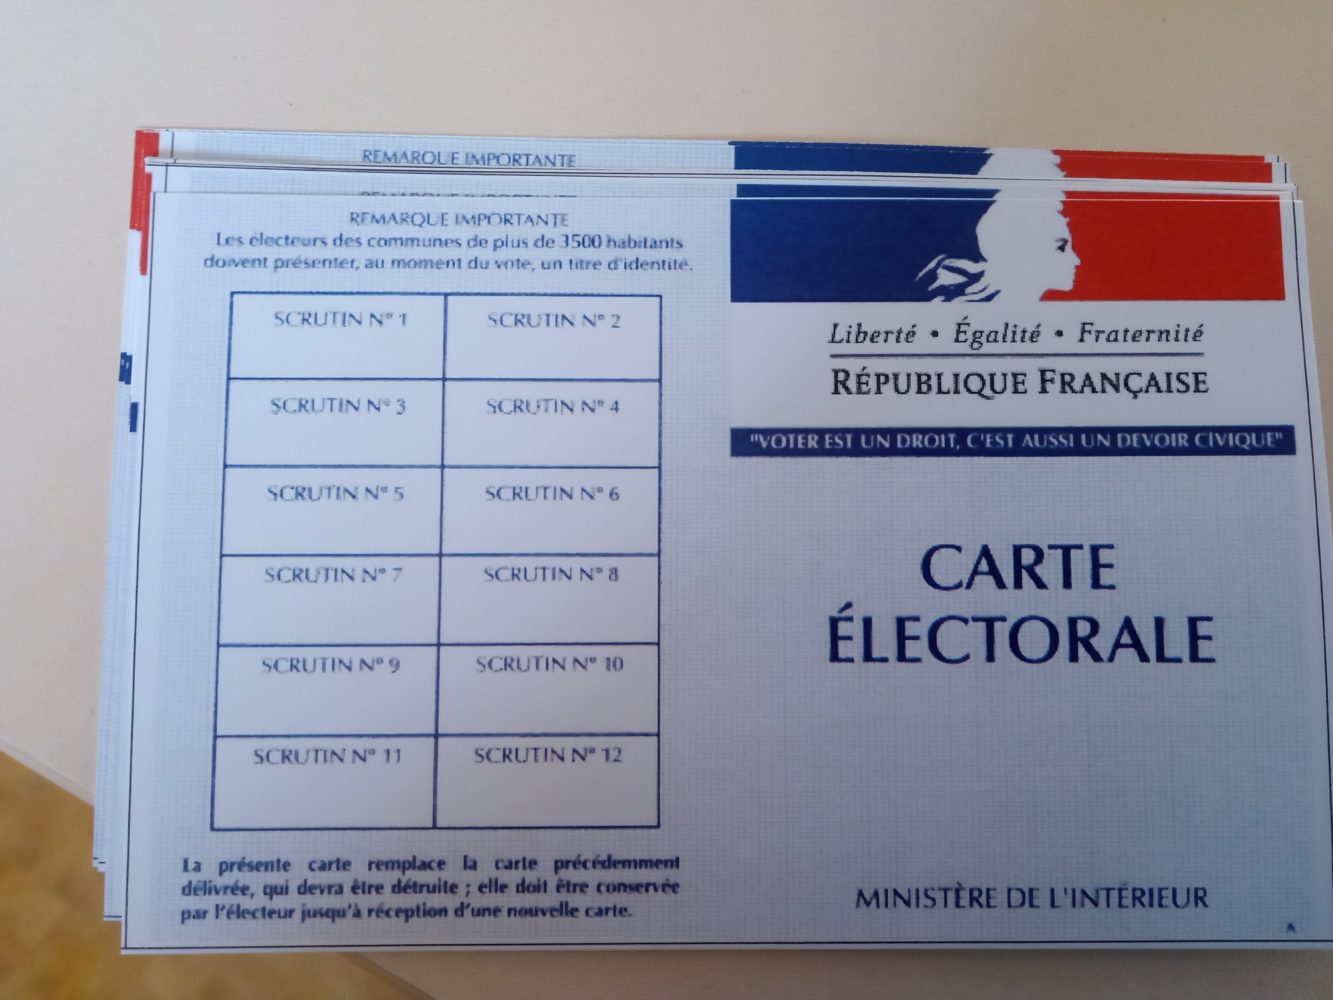 REMARQUE IMPORTANTE
REMARQUE IMPORTANTE
REMARQUE IMPORTANTE
Les électeurs des communes de plus de 3500 habitants
doivent présenter, au moment du vote, un titre d'identité.
SCRUTIN N° 1 SCRUTIN N° 2
SCRUTIN N° 3 SCRUTIN N° 4
SCRUTIN N° 5 SCRUTIN N° 6
SCRUTIN N° 7 SCRUTIN N° 8
SCRUTIN N° 9 SCRUTIN N° 10
SCRUTIN N° 11 SCRUTIN N° 12
La présente carte remplace la carte précédemment
délivrée, qui devra être détruite ; elle doit être conservée
par l'électeur jusqu'à réception d'une nouvelle carte.
Liberté • Égalité • Fraternité
RÉPUBLIQUE FRANÇAISE
"VOTER EST UN DROIT, C'EST AUSSI UN DEVOIR CIVIQUE"
CARTE
ÉLECTORALE
MINISTÈRE DE L'INTÉRIEUR
A